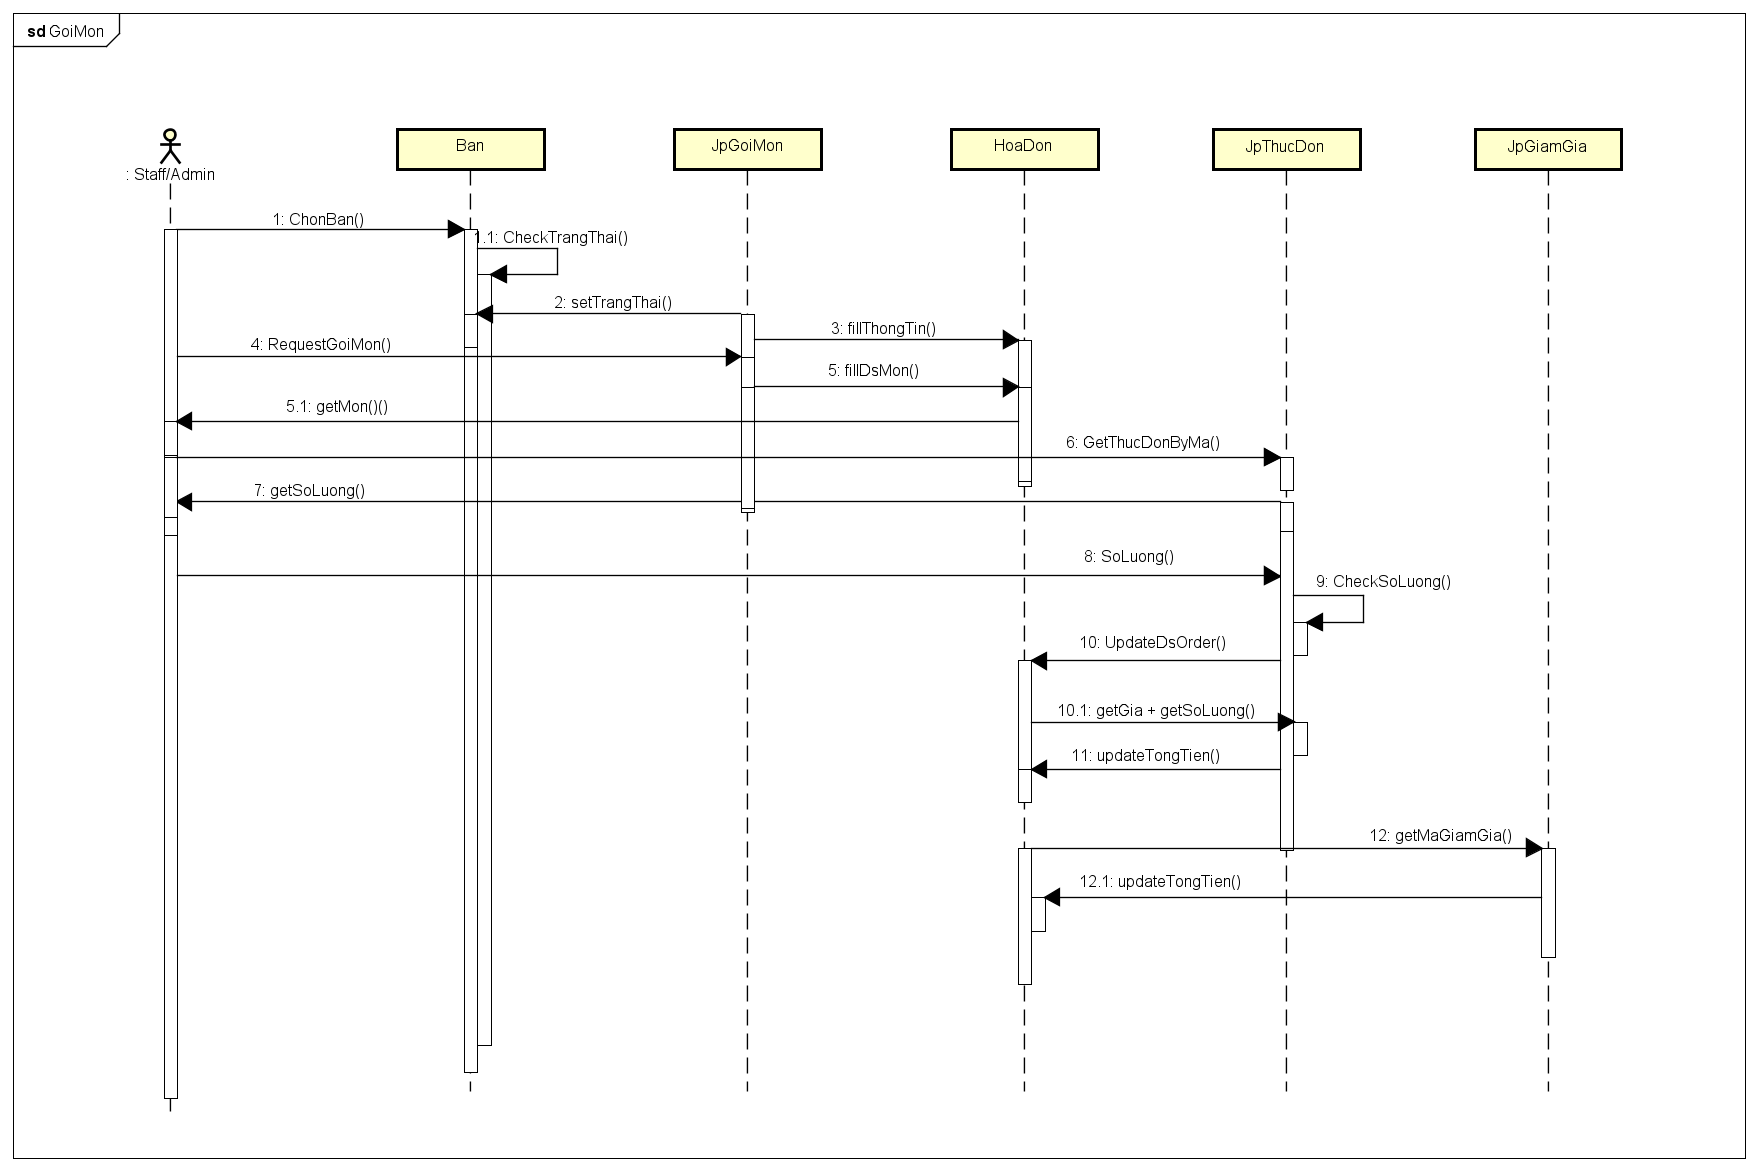 sd GoiMon
: Staff/Admin
Ban
JpGoiMon
HoaDon
JpThucDon
JpGiamGia
1: ChonBan()
1.1: CheckTrangThai()
2: setTrangThai()
3: fillThongTin()
4: RequestGoiMon()
5: fillDsMon()
5.1: getMon()()
6: GetThucDonByMa()
7: getSoLuong()
8: SoLuong()
9: CheckSoLuong()
10: UpdateDsOrder()
10.1: getGia + getSoLuong()
11: updateTongTien()
12: getMaGiamGia()
12.1: updateTongTien()